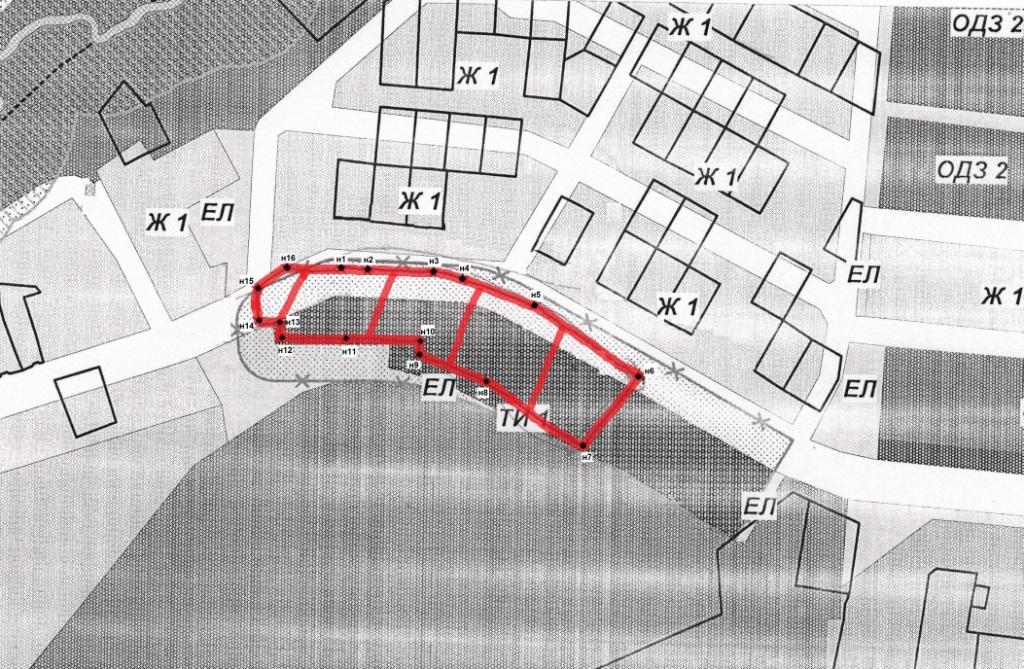 ОДЗ 2
Ж 1
Ж 1
ОДЗ 2
Ж 1
Ж 1
ЕЛ
Ж 1
н16
н1
н2
н3
н4
ЕЛ
н15
н5
Ж 1
Ж 1
н14
н13
н12
н11
н10
н9
н6
ЕЛ
н8
ЕЛ
ТИ 1
н7
ЕЛ